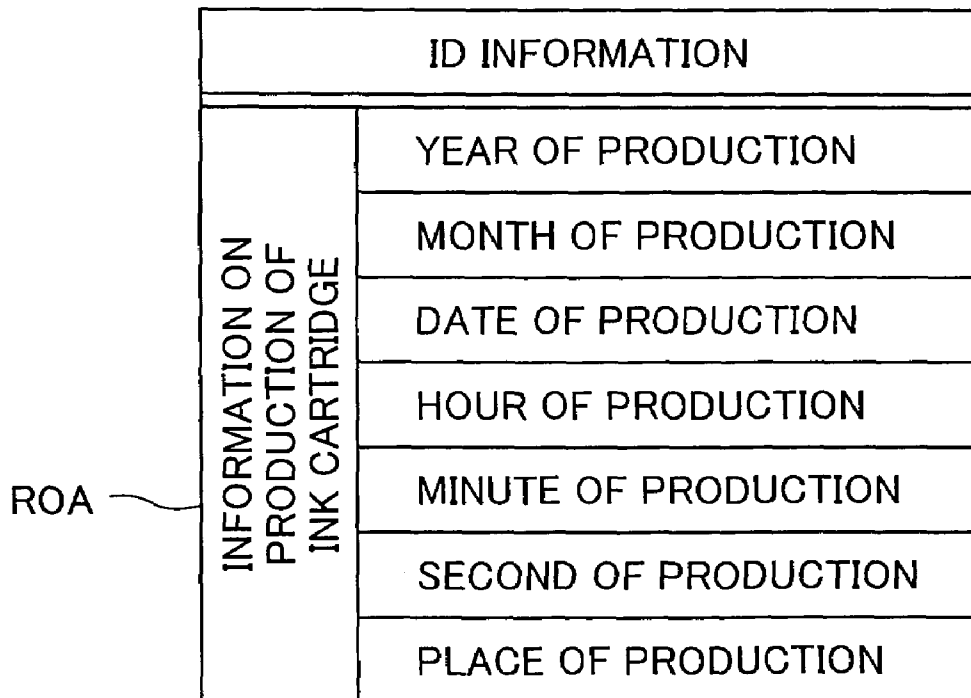 ID INFORMATION
INFORMATION ON
PRODUCTION OF
INK CARTRIDGE
YEAR OF PRODUCTION
MONTH OF PRODUCTION
DATE OF PRODUCTION
HOUR OF PRODUCTION
MINUTE OF PRODUCTION
SECOND OF PRODUCTION
PLACE OF PRODUCTION
ROA